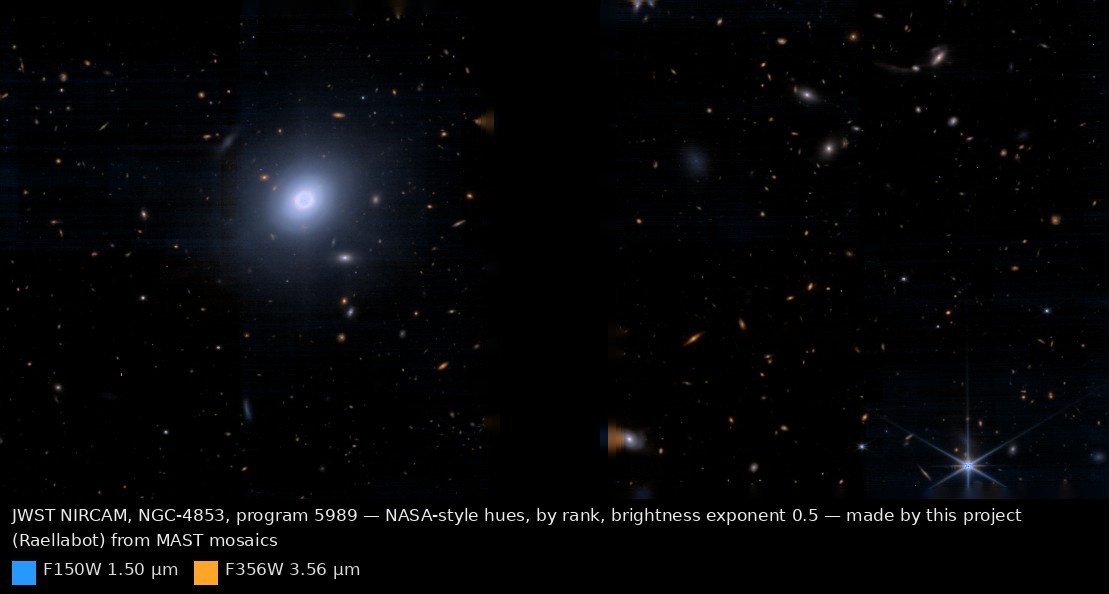 JWST NIRCAM, NGC-4853, program 5989 — NASA-style hues, by rank, brightness exponent 0.5 — made by this project
(Raellabot) from MAST mosaics
F150W 1.50 µm F356W 3.56 µm